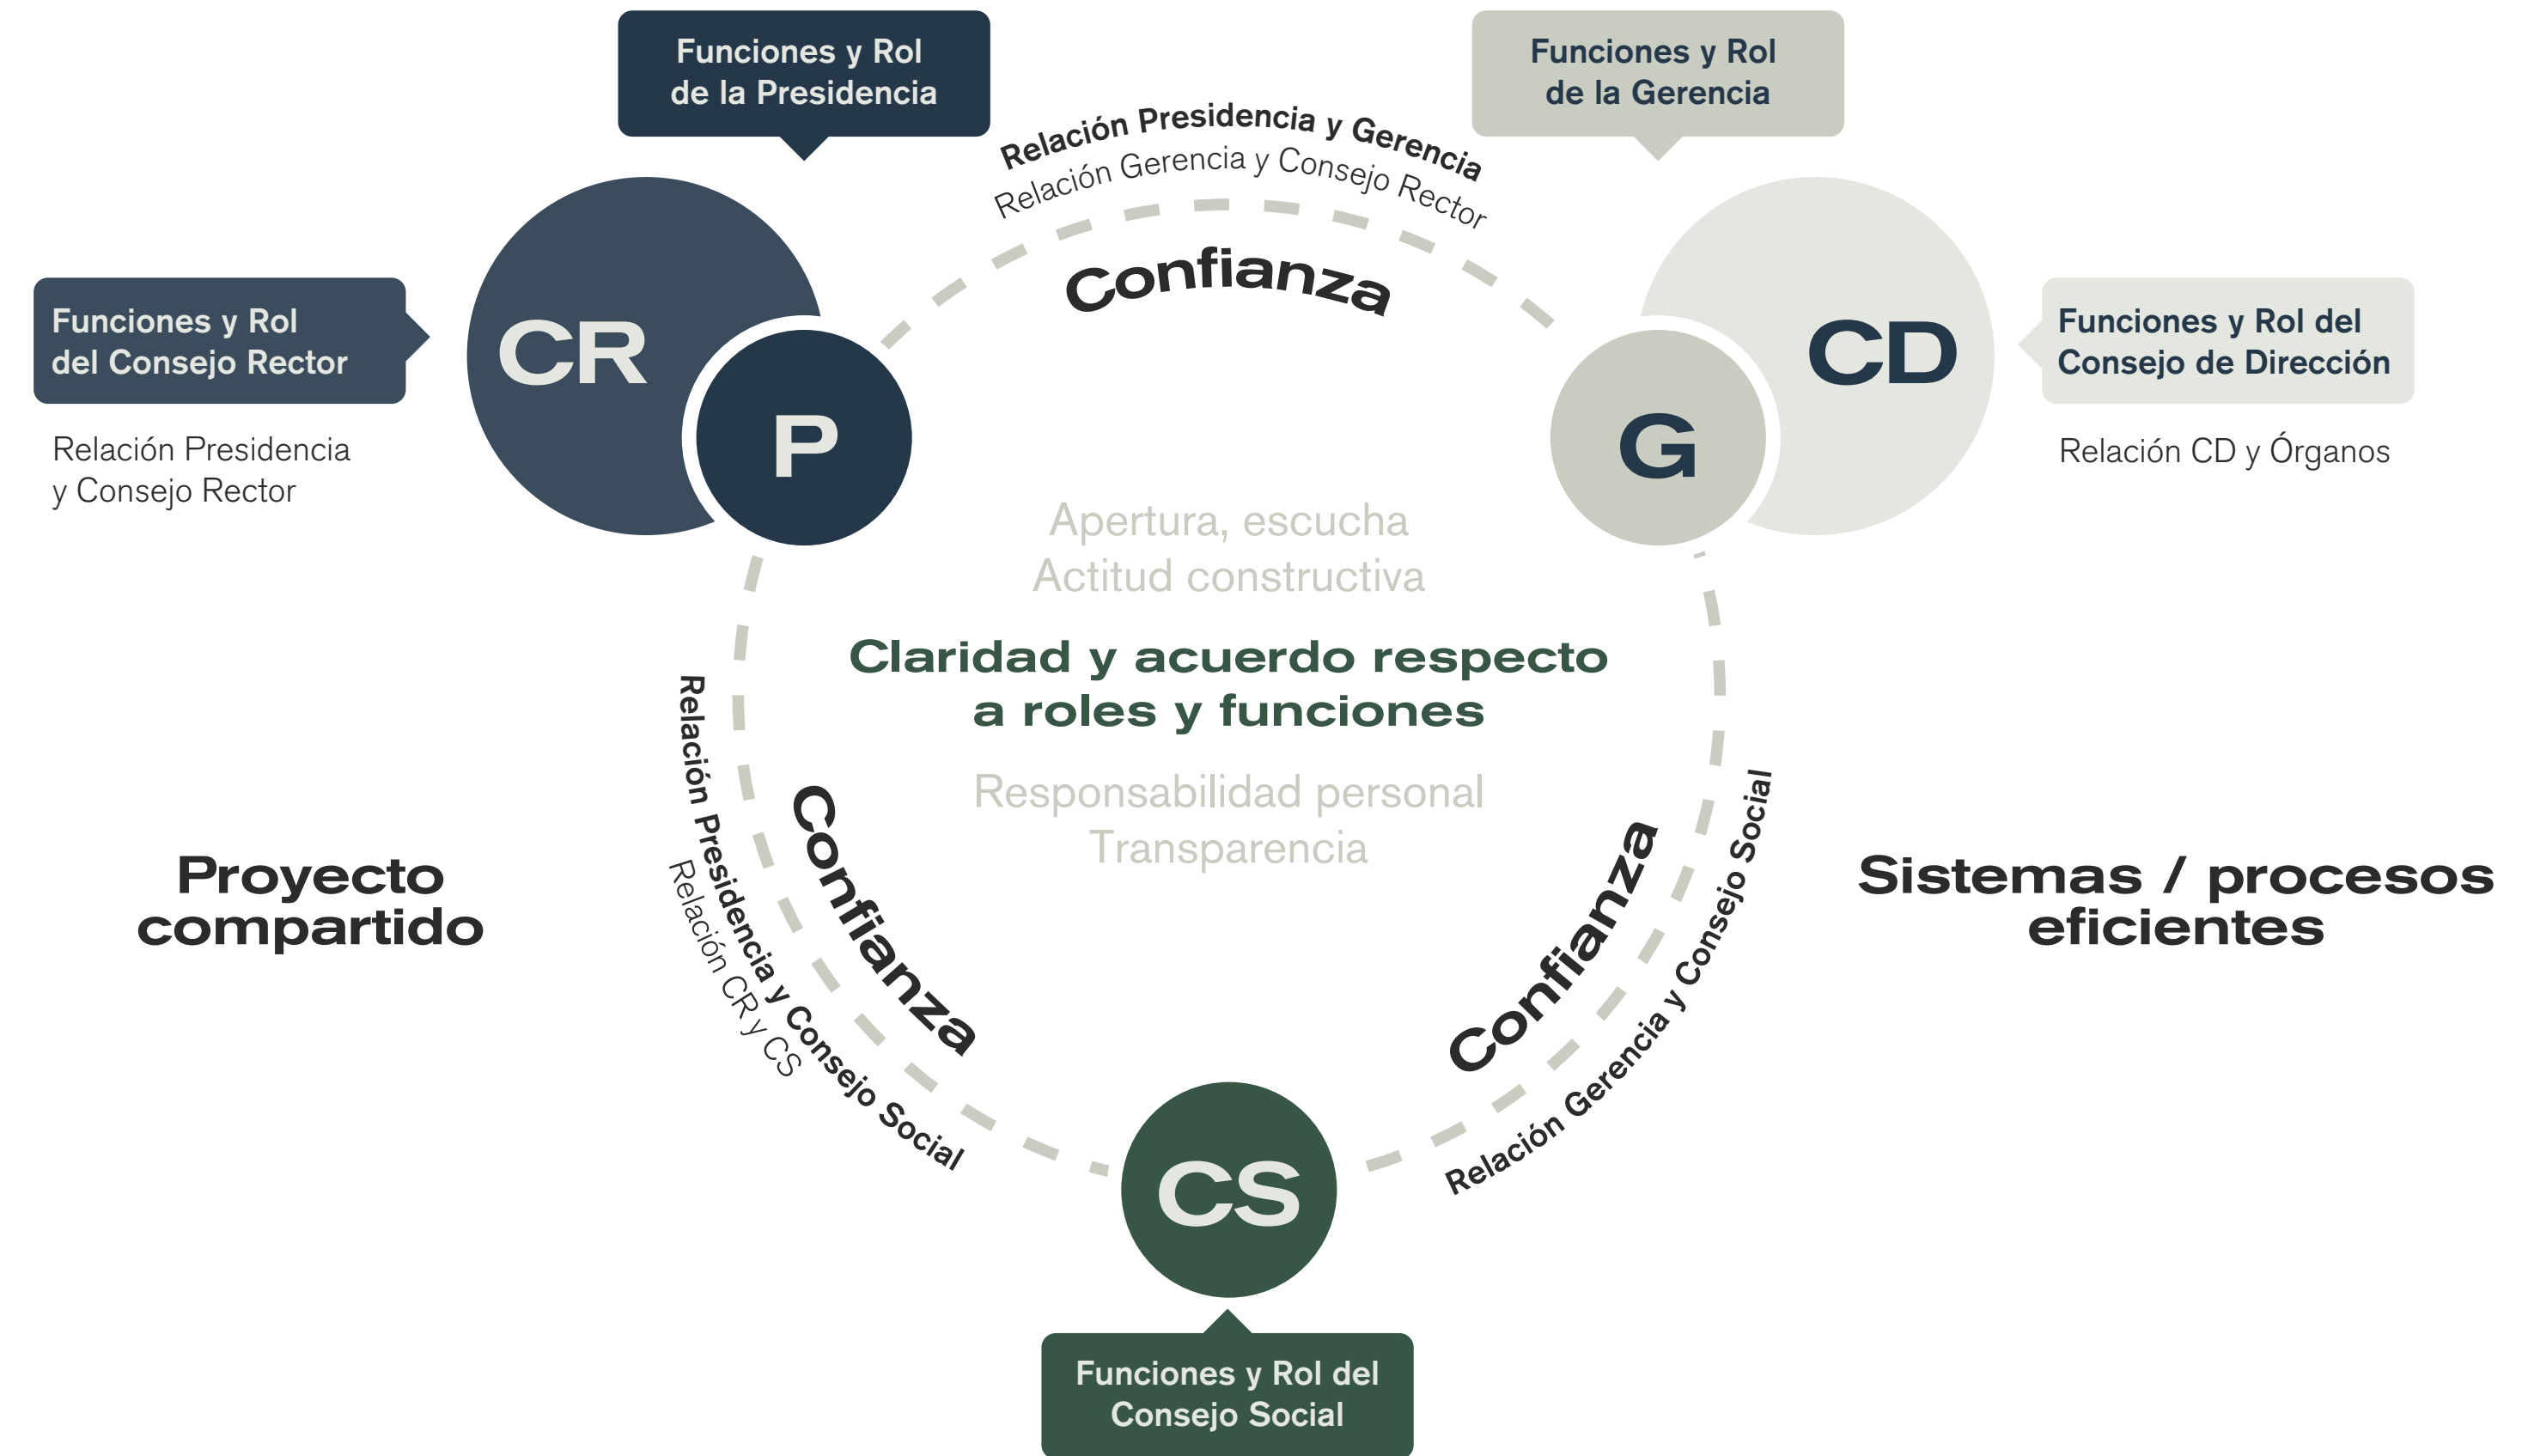 Funciones y Rol
de la Presidencia
Funciones y Rol
de la Gerencia
Relación Presidencia y Gerencia
Relación Gerencia y Consejo Rector
Confianza
Funciones y Rol
del Consejo Rector
Relación Presidencia
y Consejo Rector
CR
P
G
CD
Funciones y Rol del
Consejo de Dirección
Relación CD y Órganos
Apertura, escucha
Actitud constructiva
Claridad y acuerdo respecto
a roles y funciones
Responsabilidad personal
Transparencia
Proyecto
compartido
Relación Presidencia y Consejo Social
Relación CR y CS
Confianza
Confianza
Relación Gerencia y Consejo Social
Sistemas / procesos
eficientes
CS
Funciones y Rol del
Consejo Social